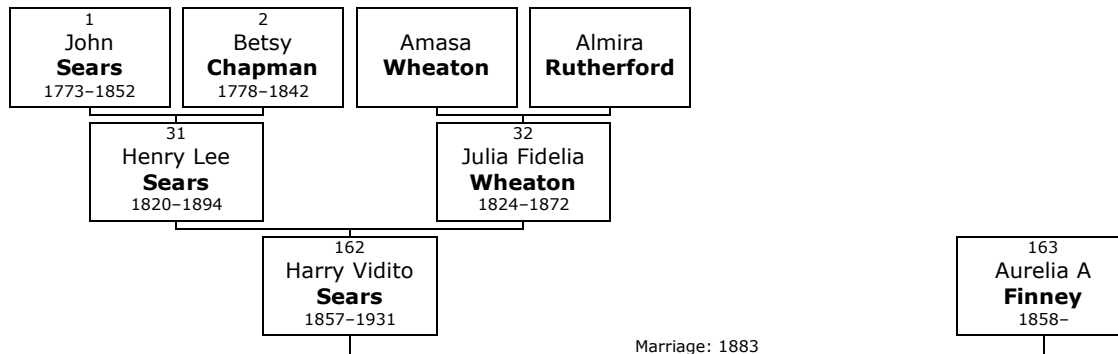 1
John
Sears
1773–1852
2
Betsy
Chapman
1778–1842
Amasa
Wheaton
Almira
Rutherford
31
Henry Lee
Sears
1820–1894
32
Julia Fidelia
Wheaton
1824–1872
162
Harry Vidito
Sears
1857–1931
163
Aurelia A
Finney
1858–
Marriage: 1883